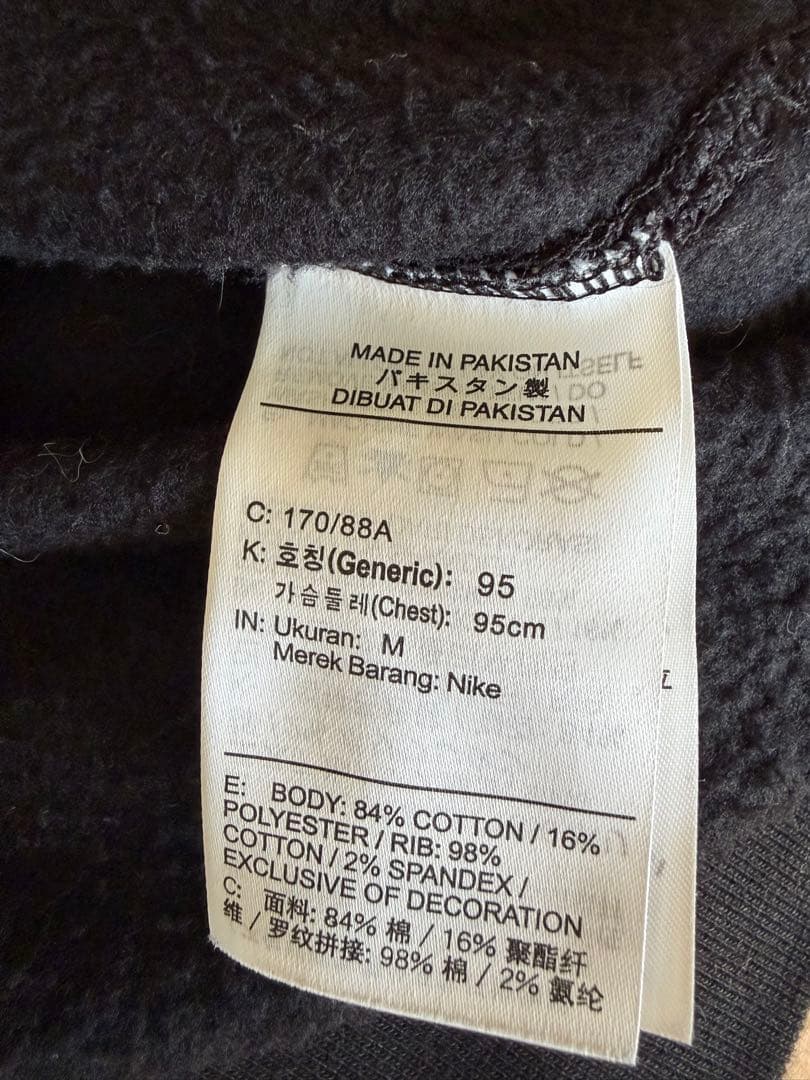 MADE IN PAKISTAN
パキスタン製
DIBUAT DI PAKISTAN
C: 170/88A
K: 호칭(Generic): 95
가슴둘레(Chest): 95cm
IN: Ukuran: M
Merek Barang: Nike
E: BODY: 84% COTTON / 16%
POLYESTER / RIB: 98%
COTTON / 2% SPANDEX /
EXCLUSIVE OF DECORATION
C: 面料: 84% 棉 / 16% 聚酯纤
维 / 罗纹拼接: 98% 棉 / 2% 氨纶